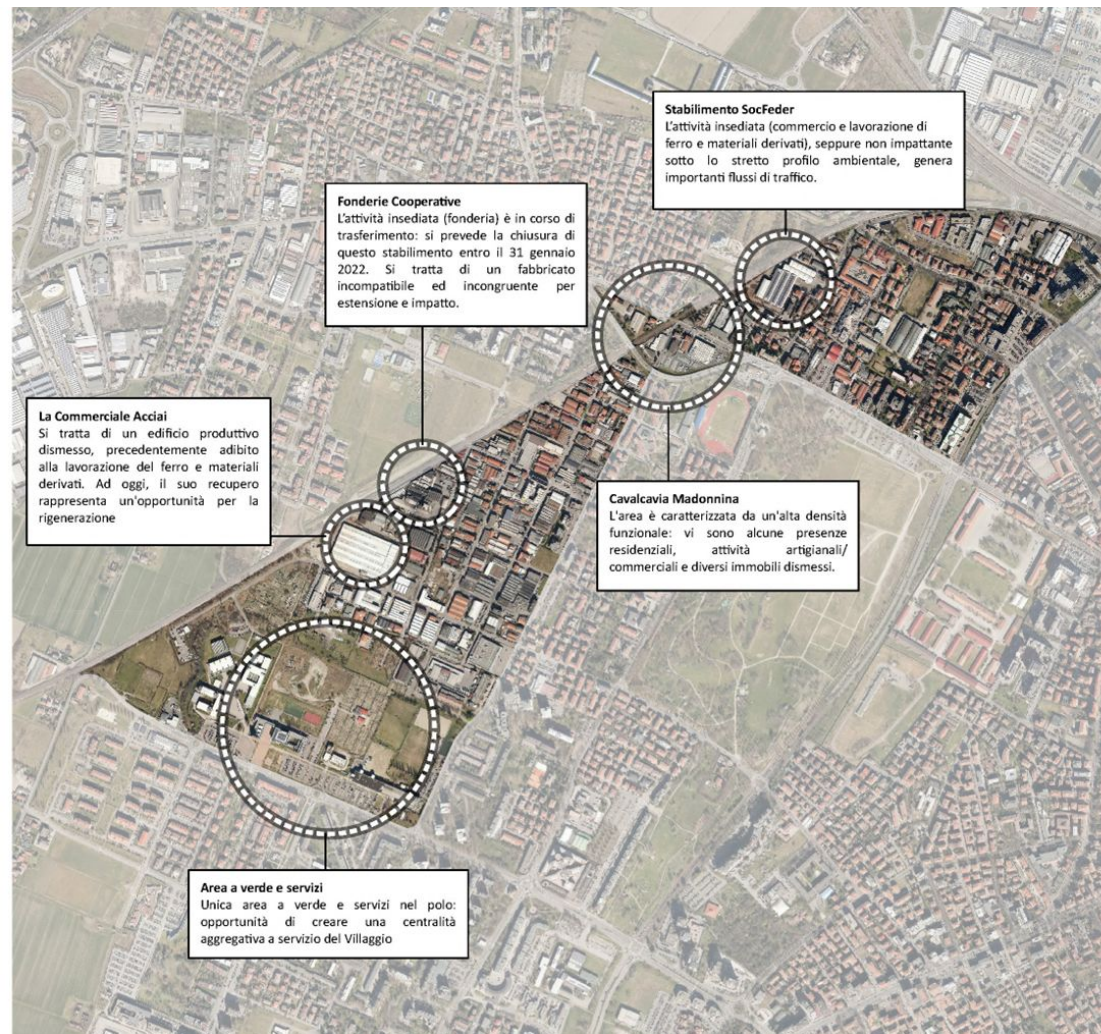 Stabilimento SocFeder
L'attività insediata (commercio e lavorazione di
ferro e materiali derivati), seppure non impattante
sotto lo stretto profilo ambientale, genera
importanti flussi di traffico.
Fonderie Cooperative
L'attività insediata (fonderia) è in corso di
trasferimento: si prevede la chiusura di
questo stabilimento entro il 31 gennaio
2022. Si tratta di un fabbricato
incompatibile ed incongruente per
estensione e impatto.
La Commerciale Acciai
Si tratta di un edificio produttivo
dismesso, precedentemente adibito
alla lavorazione del ferro e materiali
derivati. Ad oggi, il suo recupero
rappresenta un'opportunità per la
rigenerazione
Cavalcavia Madonnina
L'area è caratterizzata da un'alta densità
funzionale: vi sono alcune presenze
residenziali, attività artigianali/
commerciali e diversi immobili dismessi.
Area a verde e servizi
Unica area a verde e servizi nel polo:
opportunità di creare una centralità
aggregativa a servizio del Villaggio